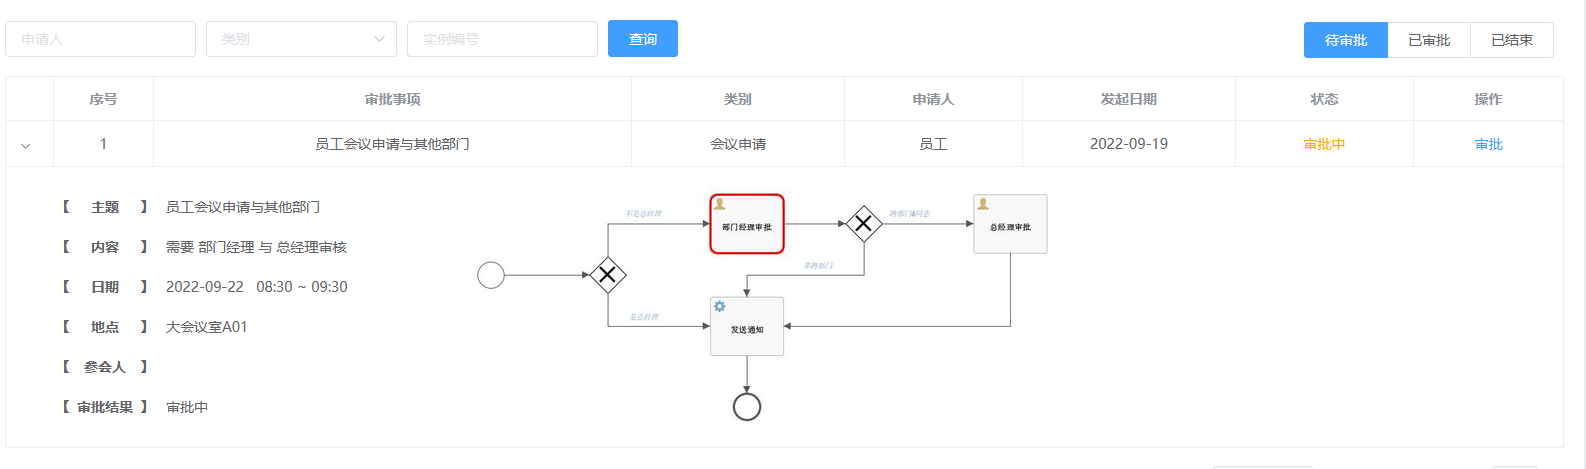 申请人 类别 实例编号 查询 待审批 已审批 已结束
序号 审批事项 类别 申请人 发起日期 状态 操作
1 员工会议申请与其他部门 会议申请 员工 2022-09-19 审批中 审批
【 主题 】 员工会议申请与其他部门
【 内容 】 需要 部门经理 与 总经理审核
【 日期 】 2022-09-22 08:30 ~ 09:30
【 地点 】 大会议室A01
【 参会人 】
【 审批结果 】 审批中
不是总经理
部门经理审批
跨部门&同意
总经理审批
非跨部门
是总经理
发送通知